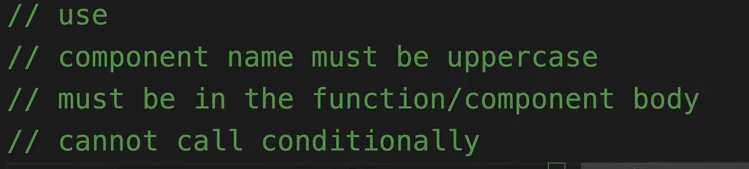 // use
// component name must be uppercase
// must be in the function/component body
// cannot call conditionally